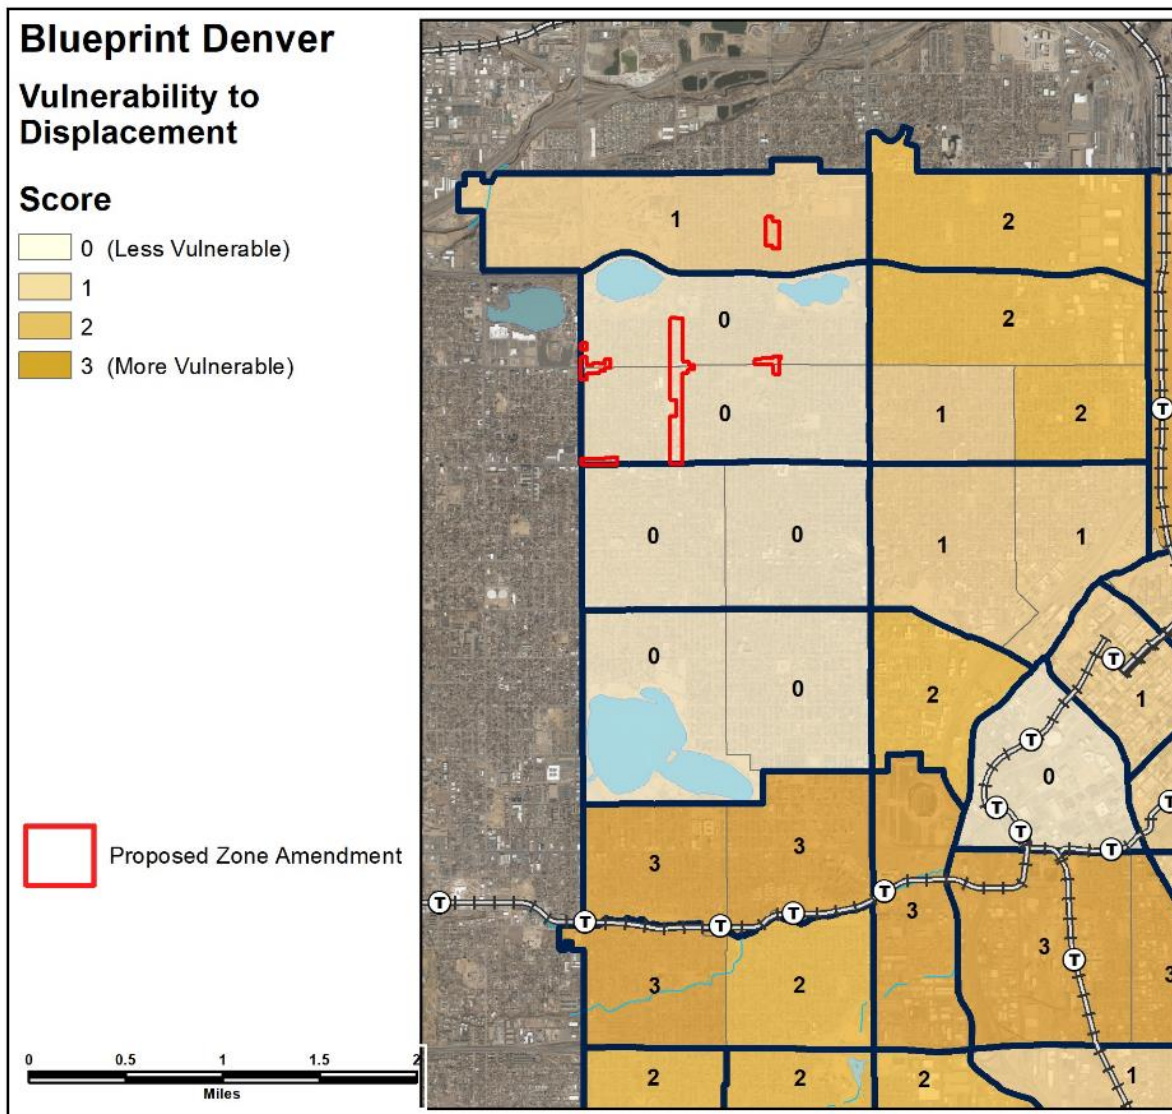 Blueprint Denver
Vulnerability to
Displacement
Score
0 (Less Vulnerable)
1
2
3 (More Vulnerable)
Proposed Zone Amendment
0 0.5 1 1.5 2
Miles
1
2
0
2
0
1
2
T
0
0
1
1
0
0
2
T
1
T
0
T
T
T
T
3
3
T
T
T
T
T
3
3
T
3
3
2
2
2
2
1